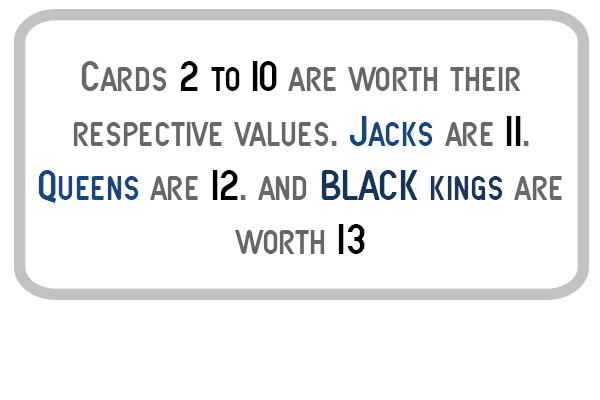 Cards 2 to 10 are worth their
respective values. Jacks are 11.
Queens are 12. and BLACK kings are
worth 13